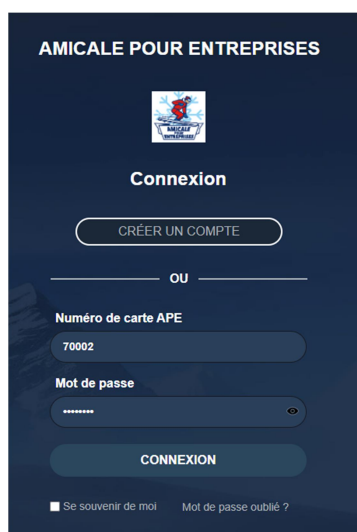 AMICALE POUR ENTREPRISES
AMICALE
POUR
ENTREPRISES
Connexion
CRÉER UN COMPTE
OU
Numéro de carte APE
70002
Mot de passe
••••••••
CONNEXION
Se souvenir de moi Mot de passe oublié ?